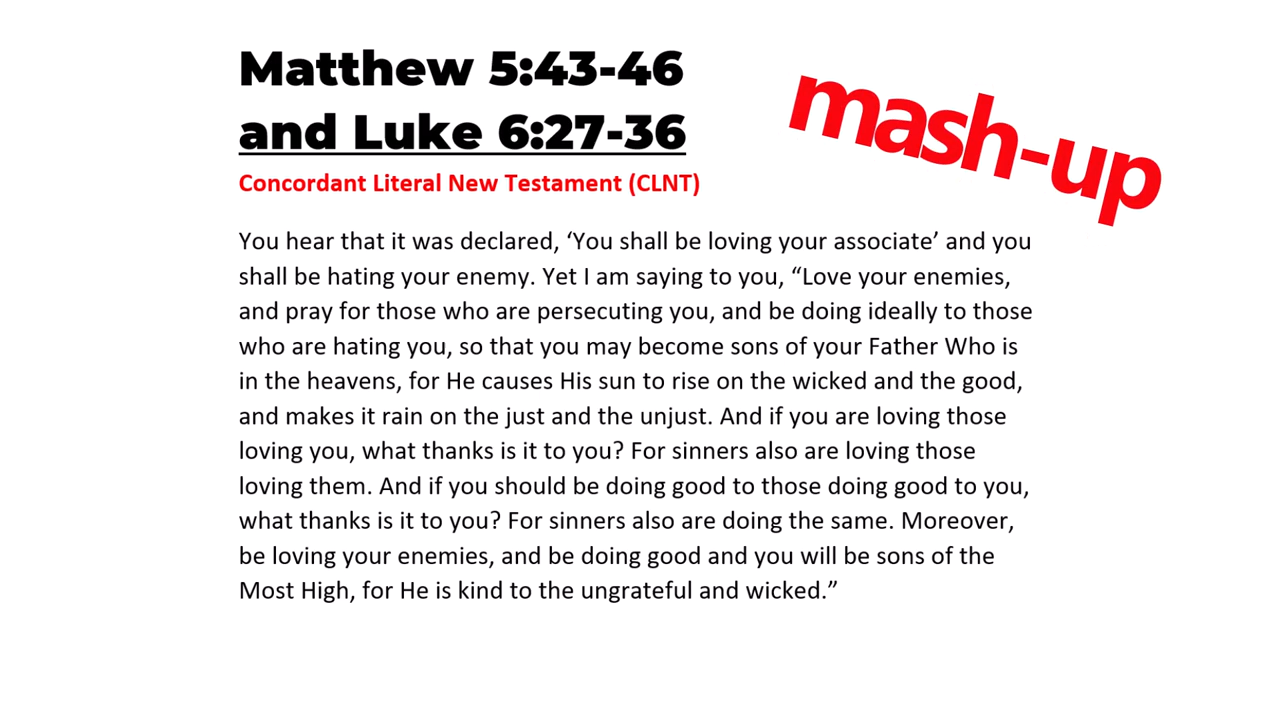 Matthew 5:43-46
and Luke 6:27-36
mash-up
Concordant Literal New Testament (CLNT)
You hear that it was declared, ‘You shall be loving your associate’ and you
shall be hating your enemy. Yet I am saying to you, “Love your enemies,
and pray for those who are persecuting you, and be doing ideally to those
who are hating you, so that you may become sons of your Father Who is
in the heavens, for He causes His sun to rise on the wicked and the good,
and makes it rain on the just and the unjust. And if you are loving those
loving you, what thanks is it to you? For sinners also are loving those
loving them. And if you should be doing good to those doing good to you,
what thanks is it to you? For sinners also are doing the same. Moreover,
be loving your enemies, and be doing good and you will be sons of the
Most High, for He is kind to the ungrateful and wicked.”